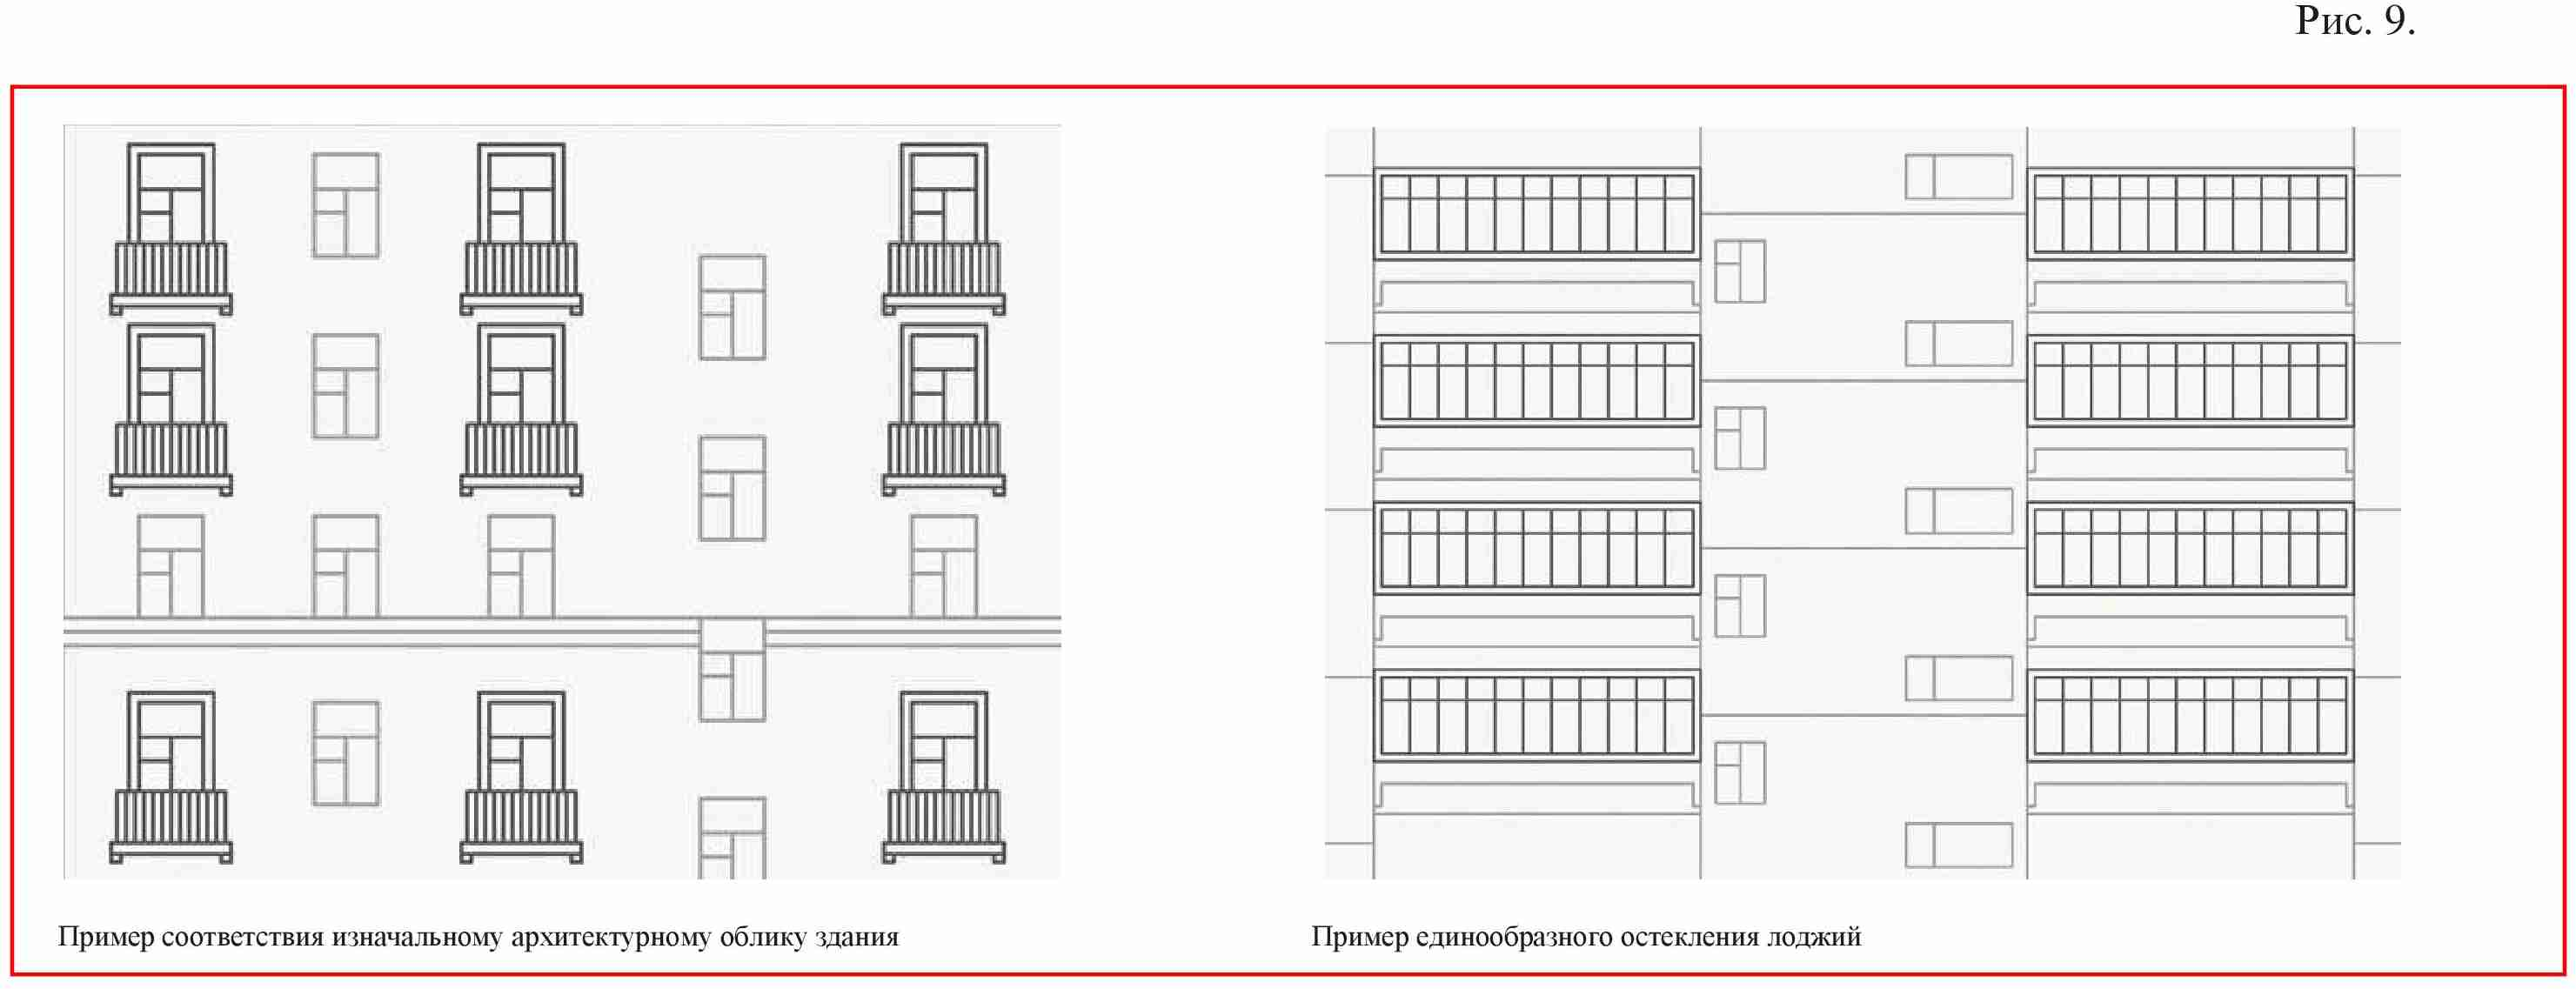 Рис. 9.
Пример соответствия изначальному архитектурному облику здания
Пример единообразного остекления лоджий